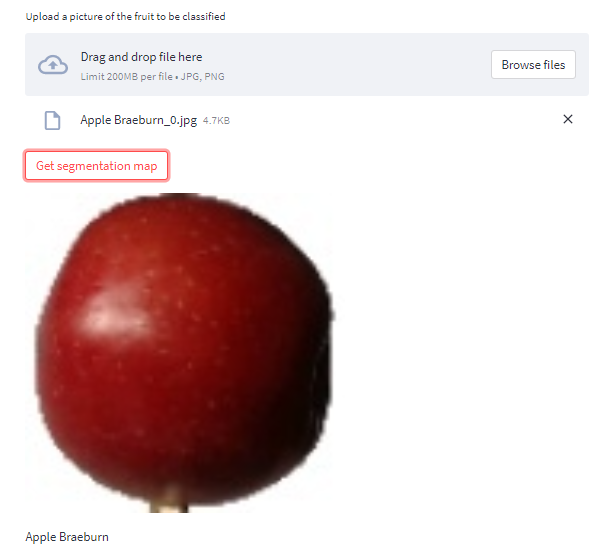 Upload a picture of the fruit to be classified
Drag and drop file here
Limit 200MB per file • JPG, PNG
Browse files
Apple Braeburn_0.jpg 4.7KB
Get segmentation map
Apple Braeburn